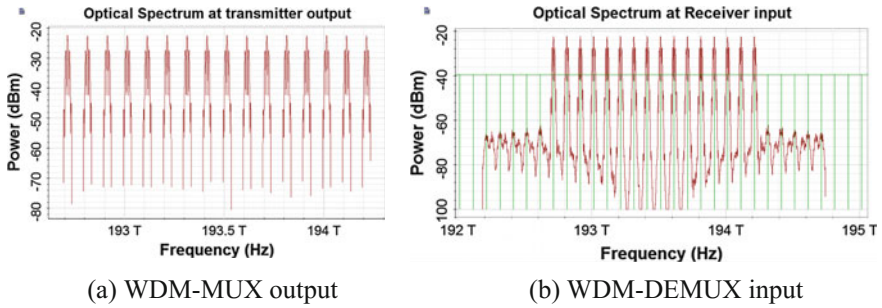 Optical Spectrum at transmitter output
Power (dBm)
-20
-30
-40
-50
-60
-70
-80
193 T
193.5 T
194 T
Frequency (Hz)
(a) WDM-MUX output
Optical Spectrum at Receiver input
Power (dBm)
-20
-40
-60
-80
100
192 T
193 T
194 T
195 T
Frequency (Hz)
(b) WDM-DEMUX input